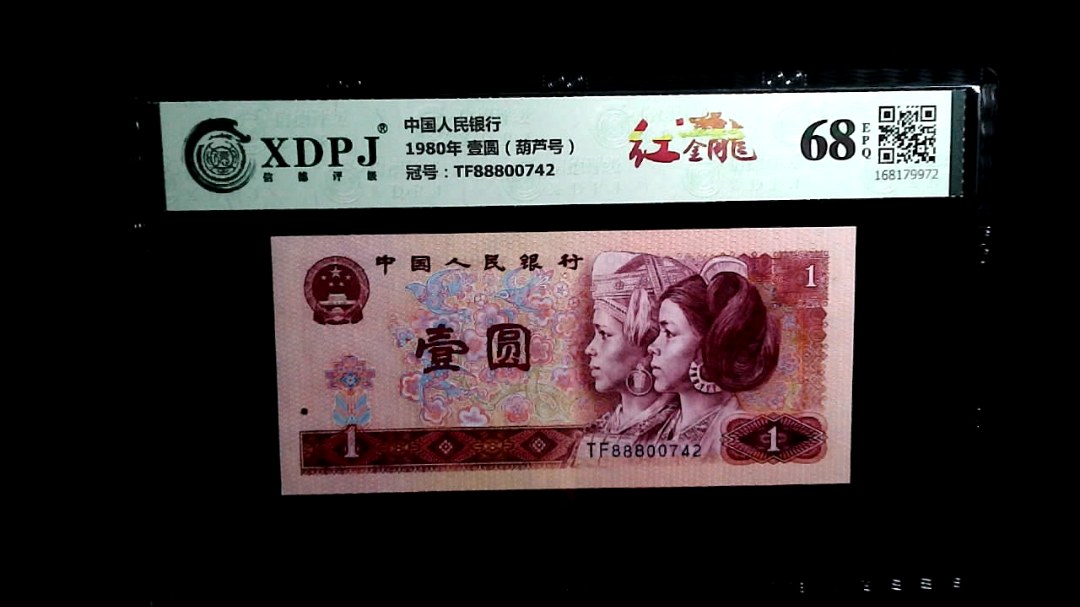 XDPJ®
信德评级
中国人民银行
1980年 壹圆（葫芦号）
冠号：TF88800742
红金龙
68
EPQ
168179972
中国人民银行
1
壹圆
1
TF88800742
1